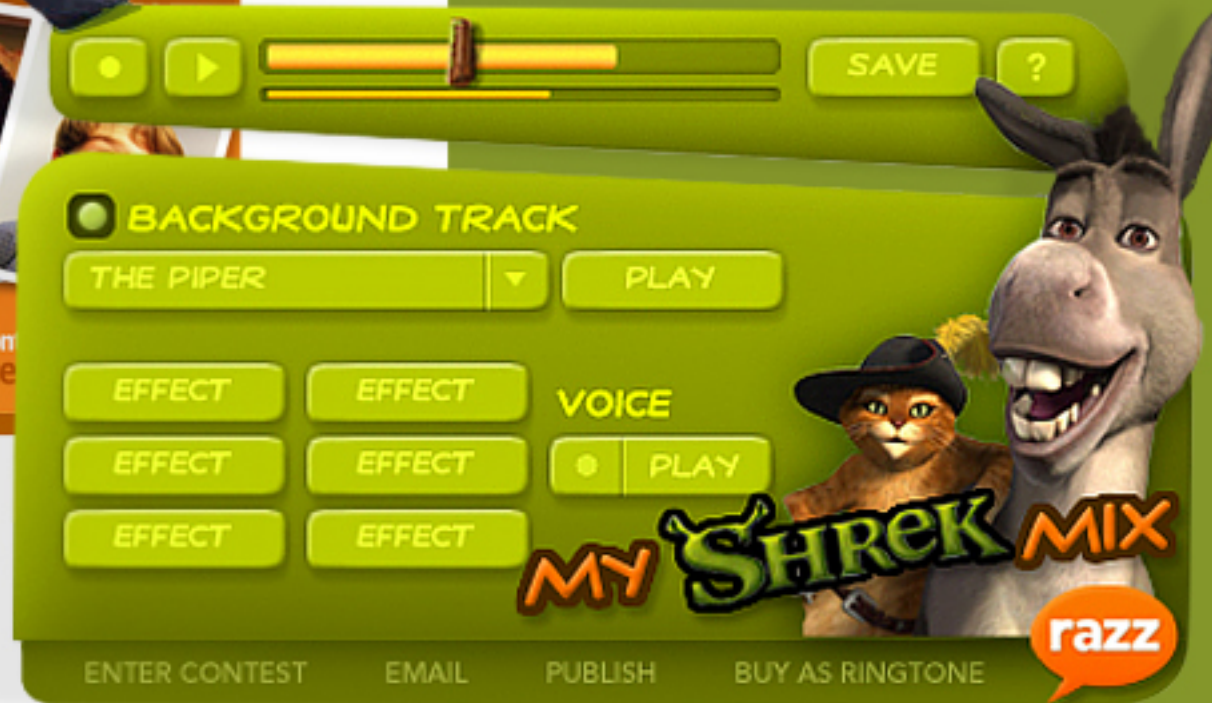 SAVE ?
BACKGROUND TRACK
THE PIPER PLAY
EFFECT EFFECT
VOICE
EFFECT EFFECT PLAY
EFFECT EFFECT
MY SHREK MIX
razz
ENTER CONTEST EMAIL PUBLISH BUY AS RINGTONE